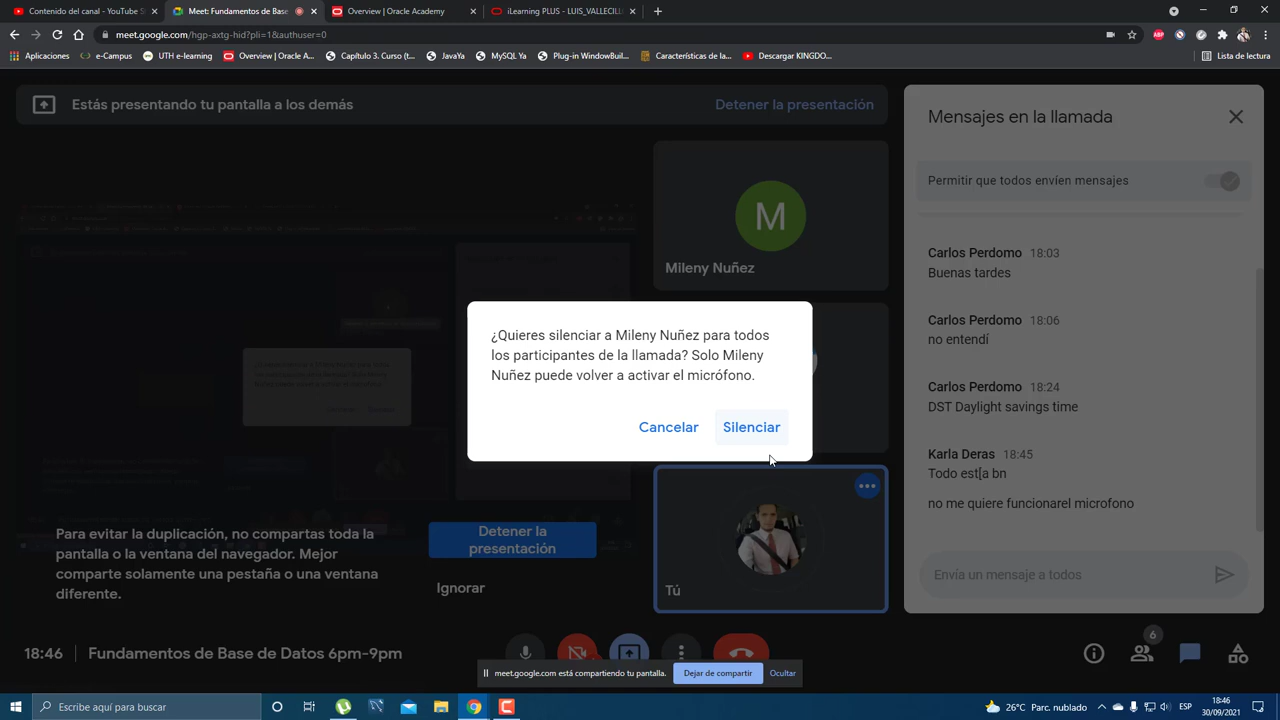 Contenido del canal - YouTube S
Meet: Fundamentos de Base
Overview | Oracle Academy
iLearning PLUS - LUIS_VALLECILL
meet.google.com/hgp-axtg-hid?pli=1&authuser=0
Aplicaciones
e-Campus
UTH e-learning
Overview | Oracle A...
Capítulo 3. Curso (t...
JavaYa
MySQL Ya
Plug-in WindowBuil...
Características de la...
Descargar KINGDO...
Lista de lectura
Estás presentando tu pantalla a los demás
Detener la presentación
Mensajes en la llamada
Permitir que todos envíen mensajes
M
Mileny Nuñez
Carlos Perdomo 18:03
Buenas tardes
Carlos Perdomo 18:06
no entendí
Carlos Perdomo 18:24
DST Daylight savings time
Karla Deras 18:45
Todo est[a bn
no me quiere funcionarel microfono
Envía un mensaje a todos
¿Quieres silenciar a Mileny Nuñez para todos
los participantes de la llamada? Solo Mileny
Nuñez puede volver a activar el micrófono.
Cancelar
Silenciar
Para evitar la duplicación, no compartas toda la
pantalla o la ventana del navegador. Mejor
comparte solamente una pestaña o una ventana
diferente.
Detener la
presentación
Ignorar
Tú
18:46 | Fundamentos de Base de Datos 6pm-9pm
6
meet.google.com está compartiendo tu pantalla.
Dejar de compartir
Ocultar
Escribe aquí para buscar
26°C Parc. nublado
ESP
18:46
30/09/2021